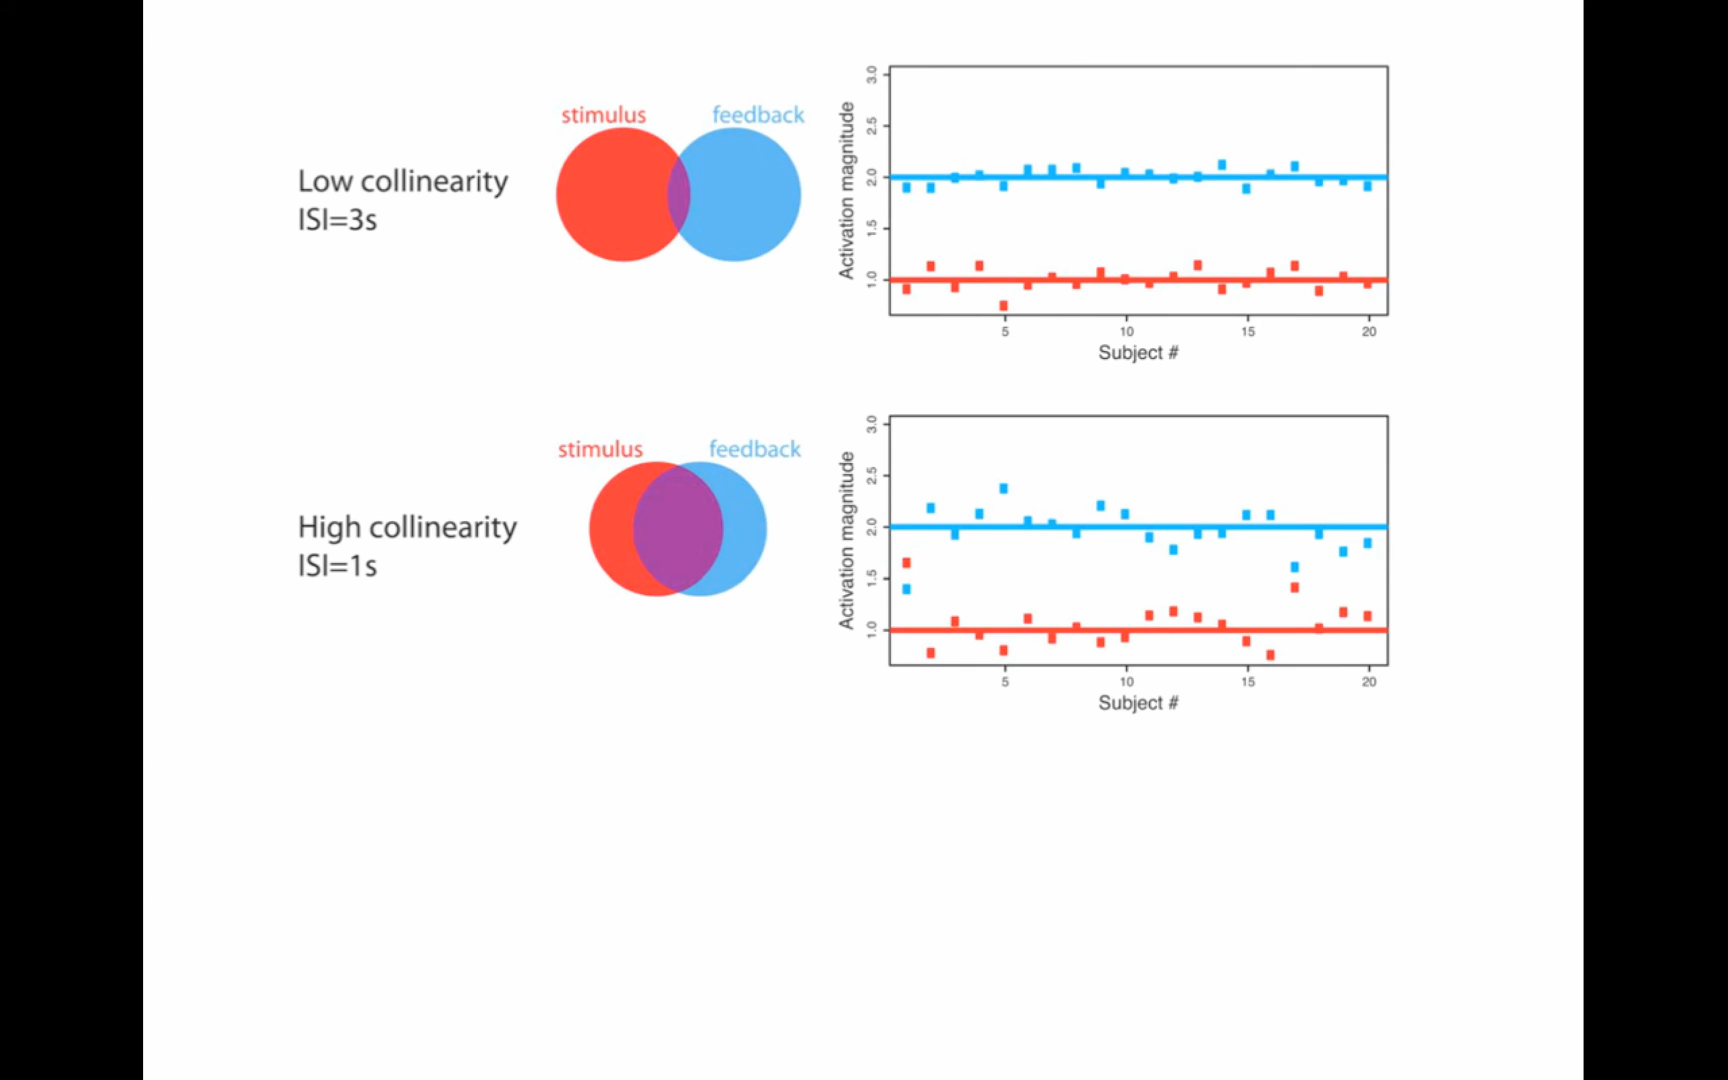 stimulus feedback
Low collinearity
ISI=3s
Activation magnitude
3.0
2.5
2.0
1.5
1.0
5 10 15 20
Subject #
stimulus feedback
High collinearity
ISI=1s
Activation magnitude
3.0
2.5
2.0
1.5
1.0
5 10 15 20
Subject #